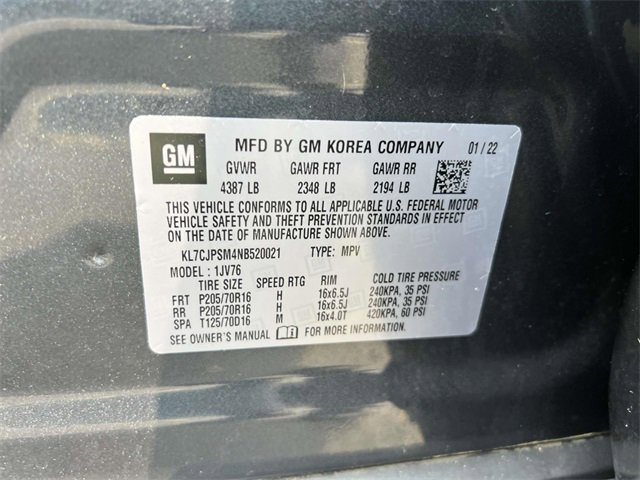 GM
MFD BY GM KOREA COMPANY 01 / 22
GVWR GAWR FRT GAWR RR
4387 LB 2348 LB 2194 LB
THIS VEHICLE CONFORMS TO ALL APPLICABLE U.S. FEDERAL MOTOR
VEHICLE SAFETY AND THEFT PREVENTION STANDARDS IN EFFECT
ON THE DATE OF MANUFACTURE SHOWN ABOVE.
KL7CJPSM4NB520021 TYPE: MPV
MODEL : 1JV76
TIRE SIZE SPEED RTG RIM COLD TIRE PRESSURE
FRT P205/70R16 H 16x6.5J 240KPA, 35 PSI
RR P205/70R16 H 16x6.5J 240KPA, 35 PSI
SPA T125/70D16 M 16x4.0T 420KPA, 60 PSI
SEE OWNER'S MANUAL FOR MORE INFORMATION.